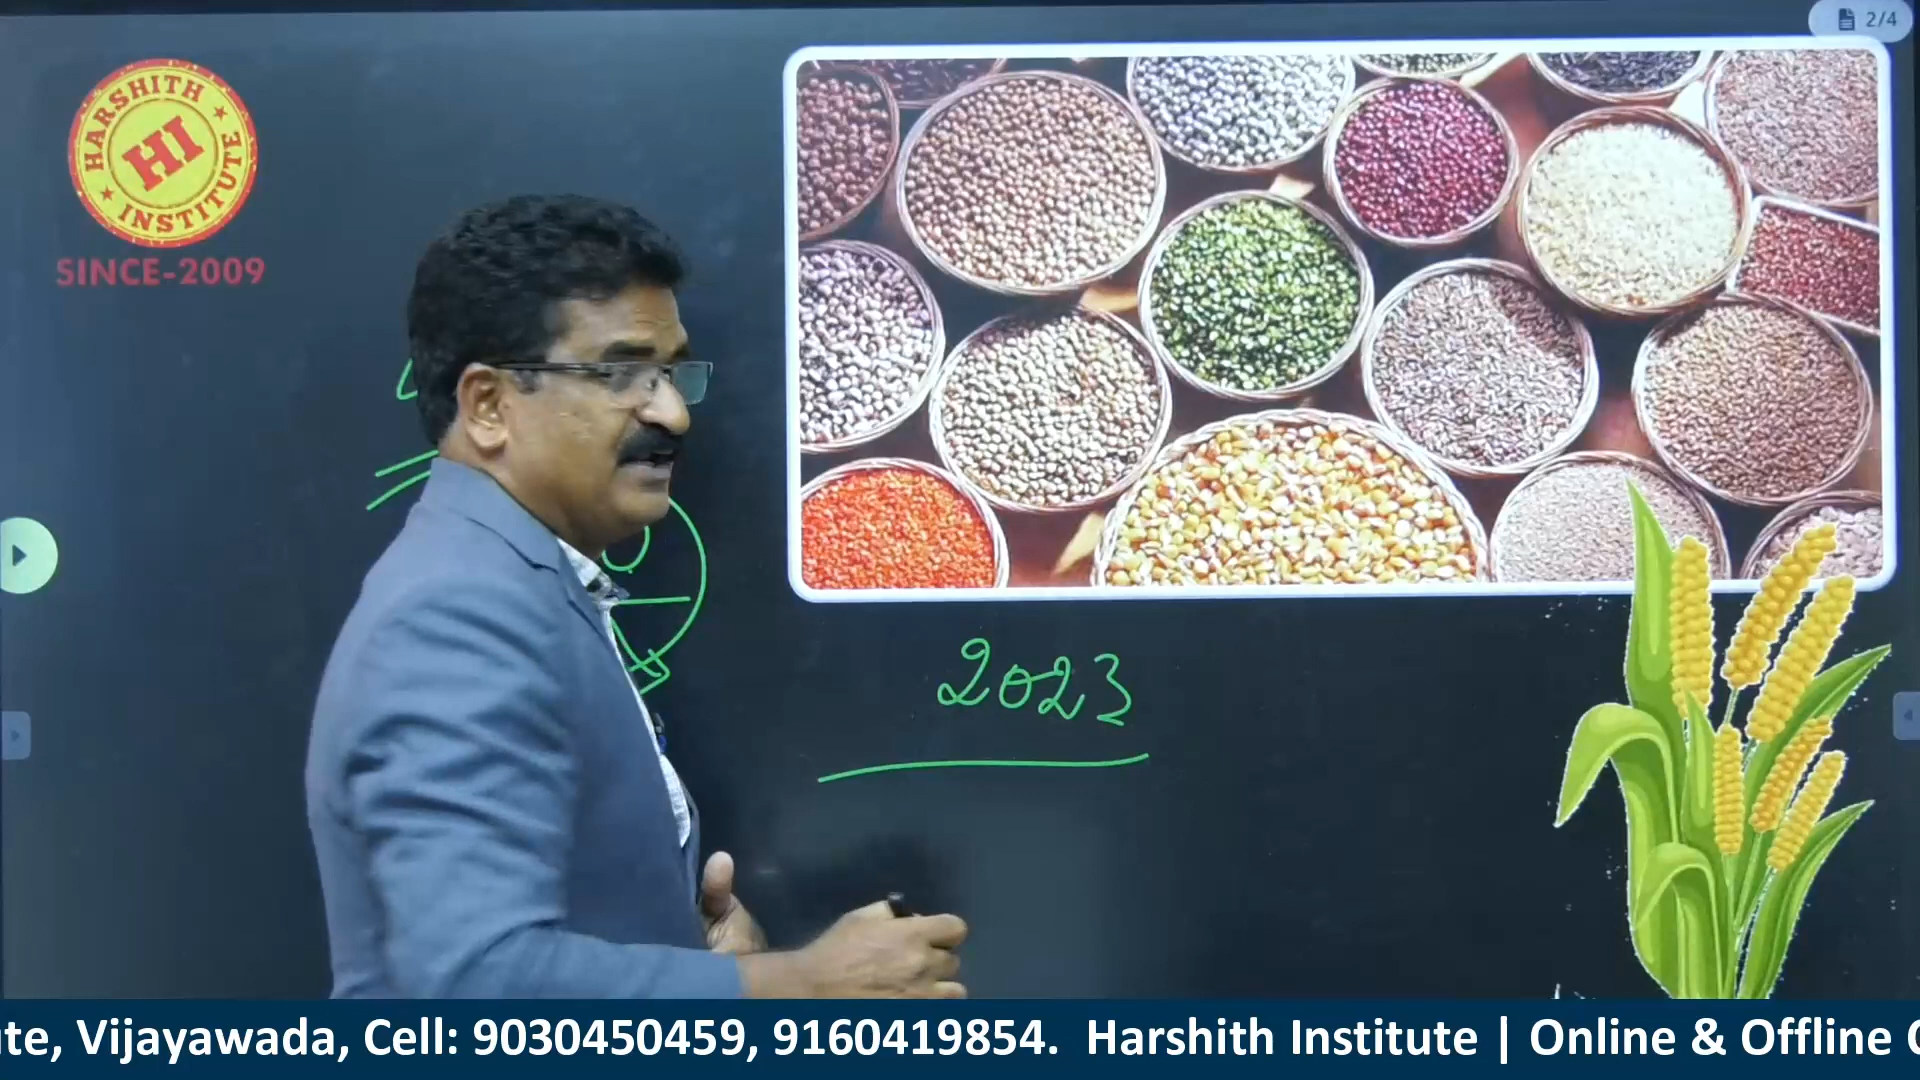 2/4
HARSHITH
HI
INSTITUTE
SINCE-2009
2023
te, Vijayawada, Cell: 9030450459, 9160419854. Harshith Institute | Online & Offline